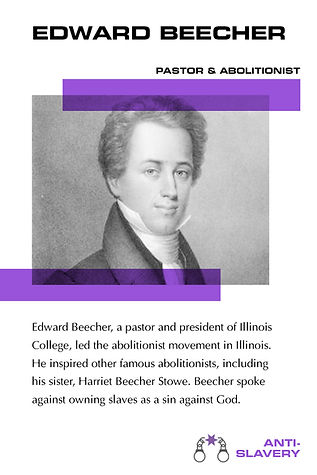 EDWARD BEECHER
PASTOR & ABOLITIONIST
Edward Beecher, a pastor and president of Illinois
College, led the abolitionist movement in Illinois.
He inspired other famous abolitionists, including
his sister, Harriet Beecher Stowe. Beecher spoke
against owning slaves as a sin against God.
ANTI-
SLAVERY